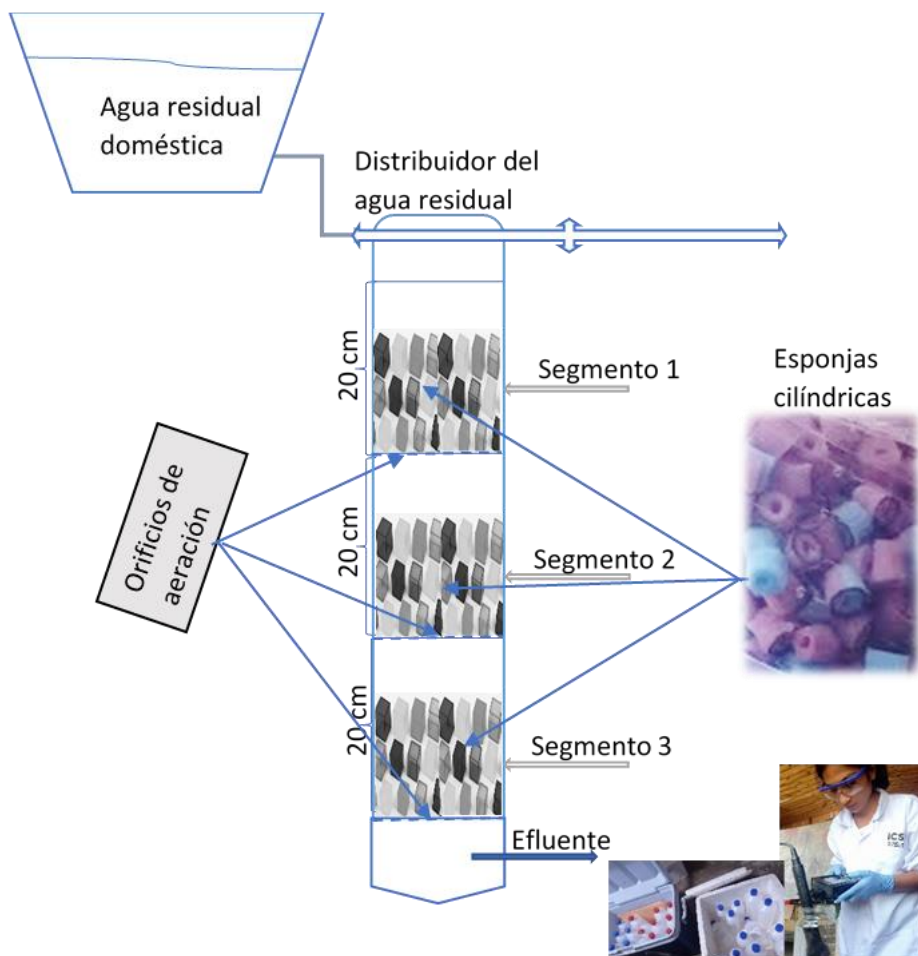 Agua residual
doméstica
Distribuidor del
agua residual
20 cm
Segmento 1
Esponjas
cilíndricas
Orificios de
aeración
20 cm
Segmento 2
20 cm
Segmento 3
Efluente